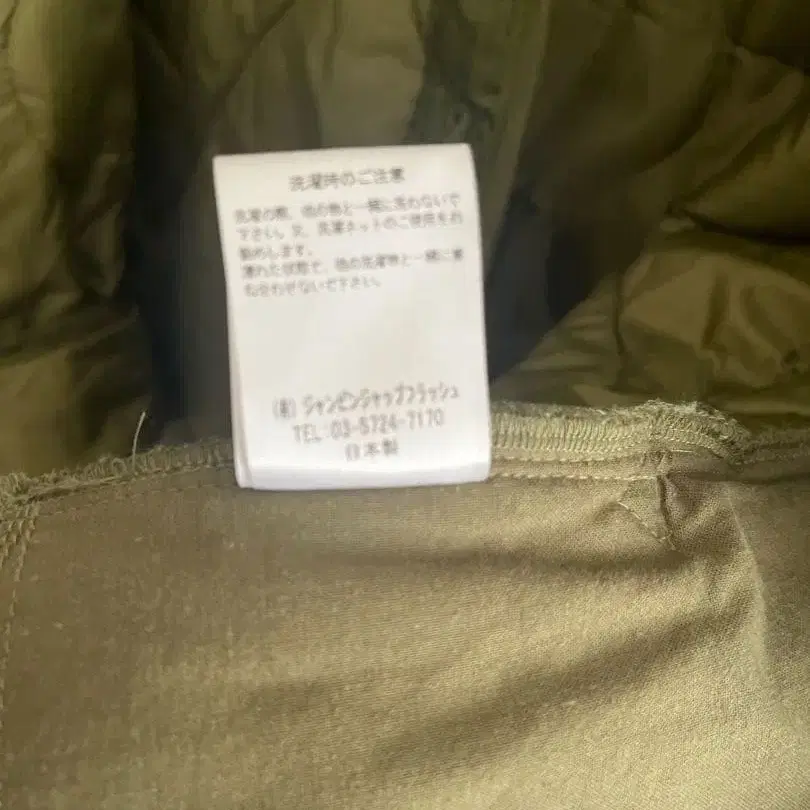 洗濯時のご注意
洗濯の際、他の物と一緒に洗わないで
下さい。又、洗濯ネットのご使用をお
勧めします。
濡れた状態で、他の洗濯時と一緒に重
ね合わせないで下さい。
(有) ジャンピンジャップフラッシュ
TEL:03-5724-7170
日本製